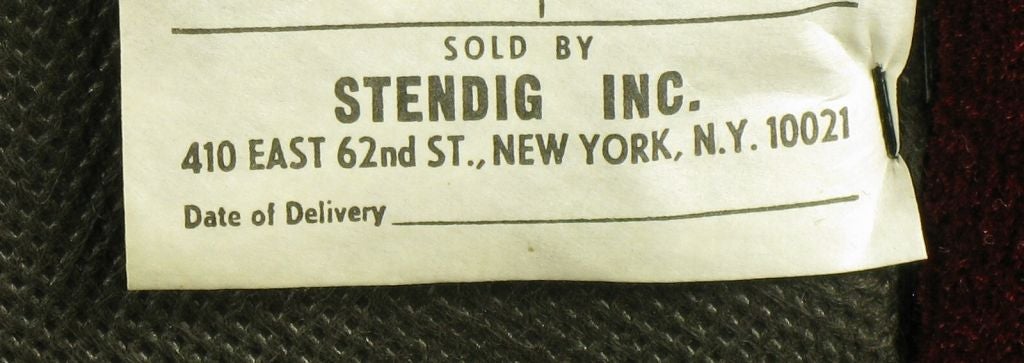 SOLD BY
STENDIG INC.
410 EAST 62nd ST., NEW YORK, N.Y. 10021
Date of Delivery